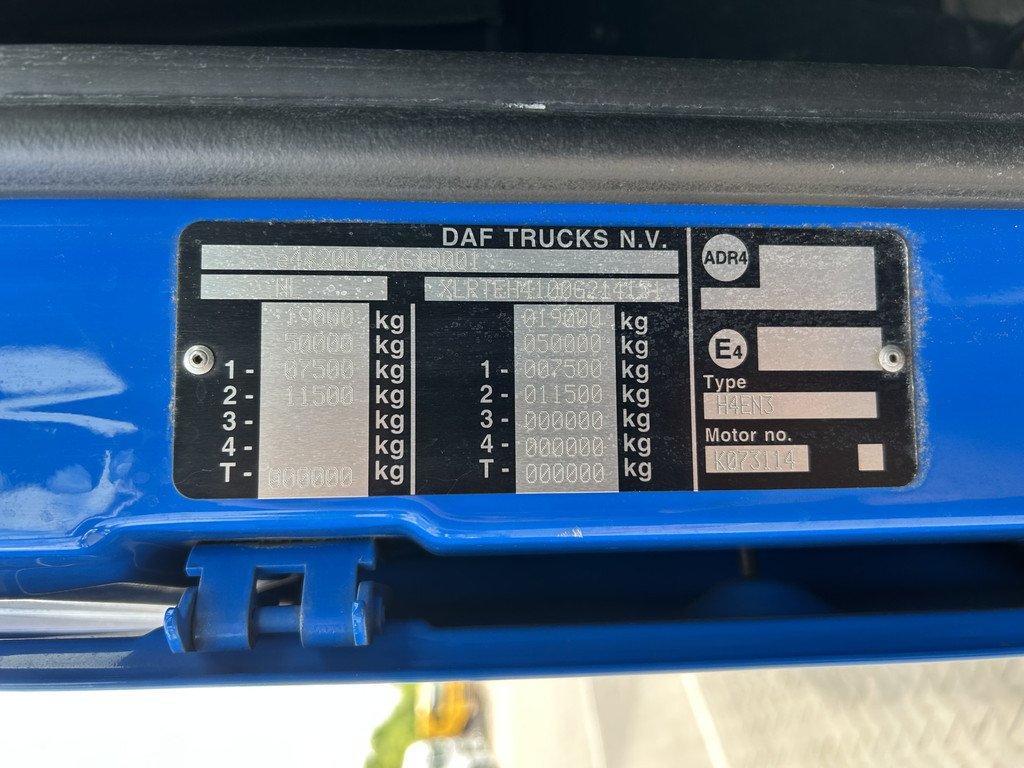 DAF TRUCKS N.V.
ADR4
19000 kg 019000 kg
50000 kg 050000 kg
1- 07500 kg 1- 007500 kg
2- 11500 kg 2- 011500 kg
3- kg 3- 000000 kg
4- kg 4- 000000 kg
T- 000000 kg T- 000000 kg
E4
Type
H4EN3
Motor no.
K073114